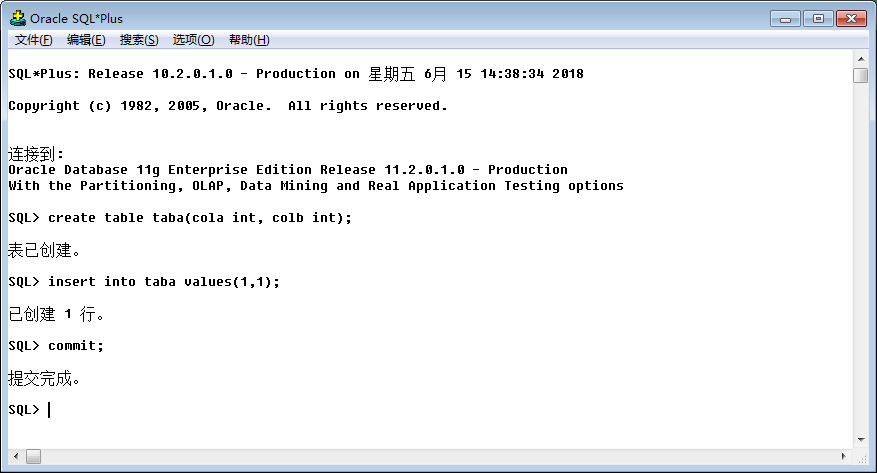 Oracle SQL*Plus
文件(F) 编辑(E) 搜索(S) 选项(O) 帮助(H)
SQL*Plus: Release 10.2.0.1.0 - Production on 星期五 6月 15 14:38:34 2018
Copyright (c) 1982, 2005, Oracle.  All rights reserved.
连接到:
Oracle Database 11g Enterprise Edition Release 11.2.0.1.0 - Production
With the Partitioning, OLAP, Data Mining and Real Application Testing options
SQL> create table taba(cola int, colb int);
表已创建。
SQL> insert into taba values(1,1);
已创建 1 行。
SQL> commit;
提交完成。
SQL>